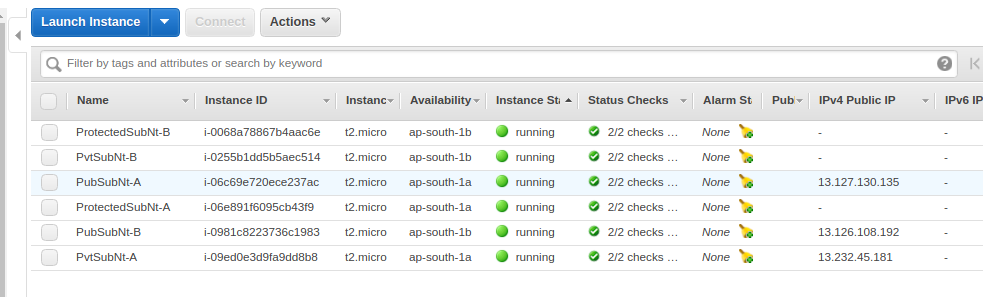 Launch Instance Connect Actions
Filter by tags and attributes or search by keyword
Name Instance ID Instanc Availability Instance Sta Status Checks Alarm St Publ IPv4 Public IP IPv6 IP
ProtectedSubNt-B i-0068a78867b4aac6e t2.micro ap-south-1b running 2/2 checks ... None - -
PvtSubNt-B i-0255b1dd5b5aec514 t2.micro ap-south-1b running 2/2 checks ... None - -
PubSubNt-A i-06c69e720ece237ac t2.micro ap-south-1a running 2/2 checks ... None 13.127.130.135 -
ProtectedSubNt-A i-06e891f6095cb43f9 t2.micro ap-south-1a running 2/2 checks ... None - -
PubSubNt-B i-0981c8223736c1983 t2.micro ap-south-1b running 2/2 checks ... None 13.126.108.192 -
PvtSubNt-A i-09ed0e3d9fa9dd8b8 t2.micro ap-south-1a running 2/2 checks ... None 13.232.45.181 -